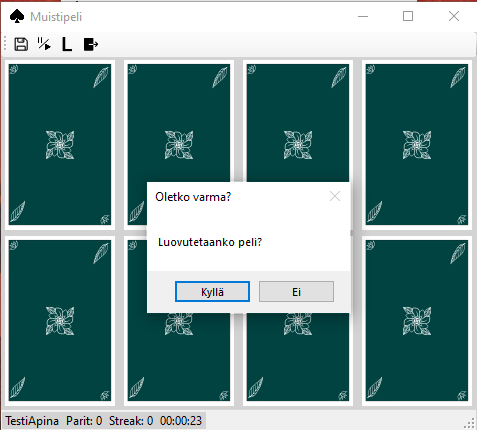 Muistipeli
L
Oletko varma?
Luovutetaanko peli?
Kyllä Ei
TestiApina Parit: 0 Streak: 0 00:00:23